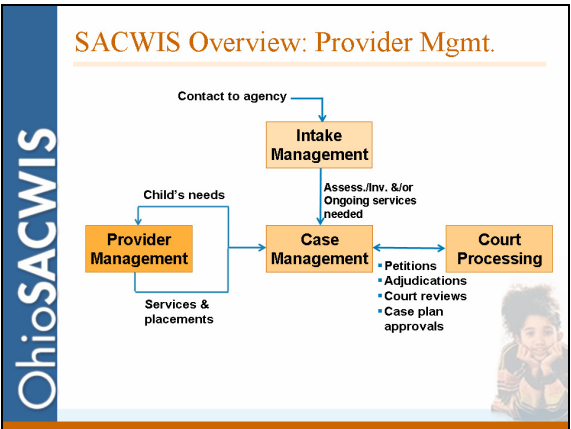 SACWIS Overview: Provider Mgmt.
Contact to agency
Intake
Management
Assess./Inv. &/or
Ongoing services
needed
Child's needs
Provider
Management
Case
Management
Court
Processing
Services &
placements
▪ Petitions
▪ Adjudications
▪ Court reviews
▪ Case plan
approvals
OhioSACWIS